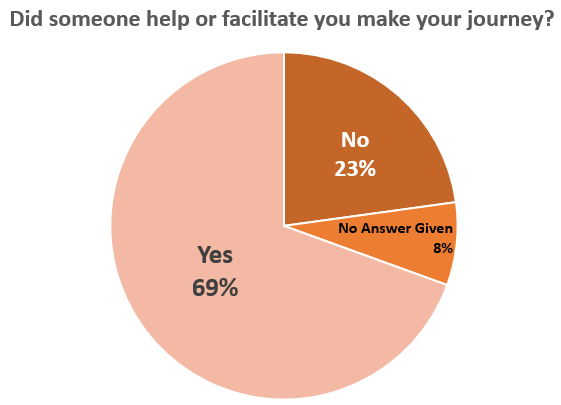 Did someone help or facilitate you make your journey?
No
23%
No Answer Given
8%
Yes
69%